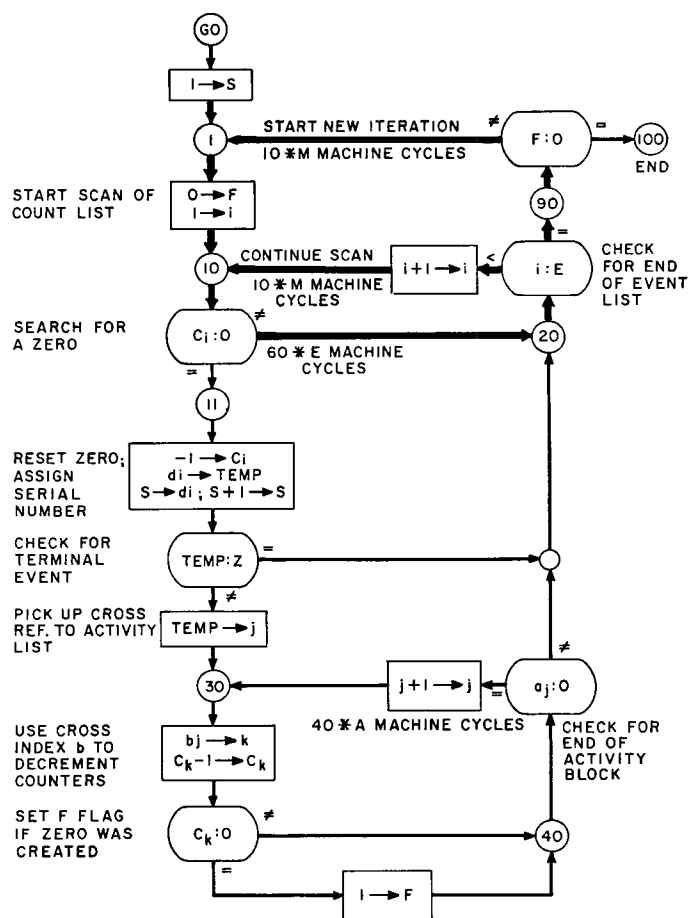 GO
1→S
≠
START NEW ITERATION
1
10*M MACHINE CYCLES
F:0
=
100
END
START SCAN OF
COUNT LIST
0→F
1→i
90
=
10
CONTINUE SCAN
10*M MACHINE
CYCLES
i+1→i
<
i:E
CHECK
FOR END
OF EVENT
LIST
SEARCH FOR
A ZERO
Ci:0
≠
60*E MACHINE
CYCLES
20
=
11
RESET ZERO;
ASSIGN
SERIAL
NUMBER
-1→Ci
di→TEMP
S→di; S+1→S
CHECK FOR
TERMINAL
EVENT
TEMP:Z
=
≠
PICK UP CROSS
REF. TO ACTIVITY
LIST
TEMP→j
≠
30
j+1→j
=
aj:0
40*A MACHINE CYCLES
CHECK FOR
END OF
ACTIVITY
BLOCK
USE CROSS
INDEX b TO
DECREMENT
COUNTERS
bj→k
Ck-1→Ck
SET F FLAG
IF ZERO WAS
CREATED
Ck:0
≠
40
=
1→F